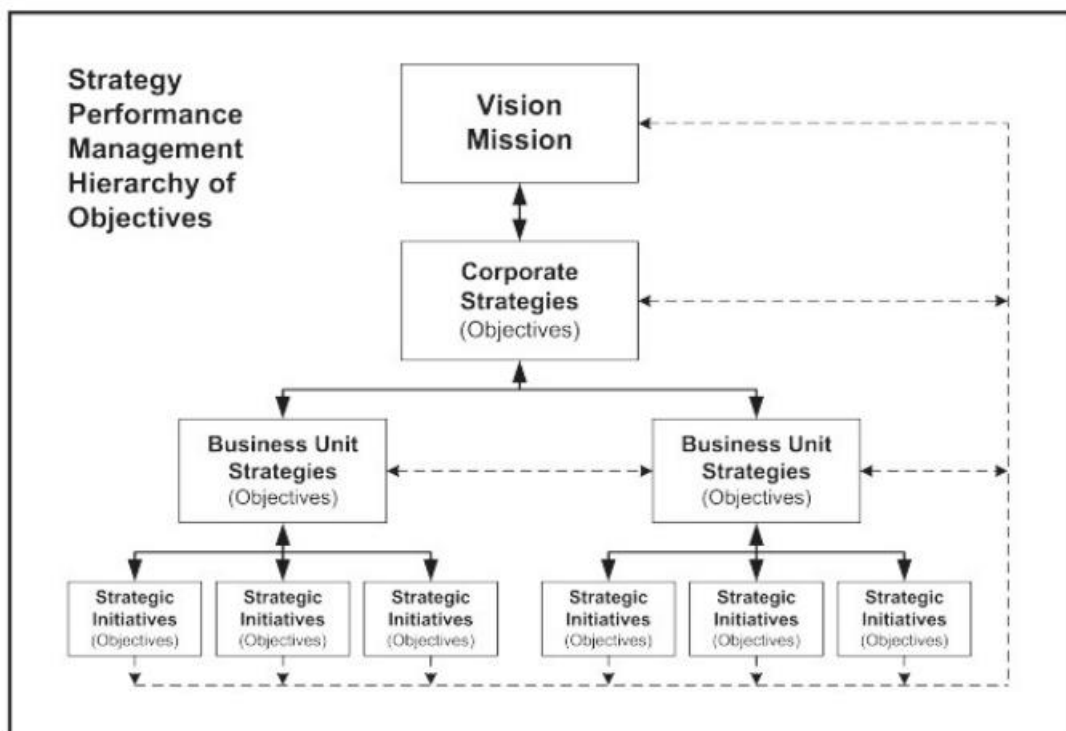 Strategy
Performance
Management
Hierarchy of
Objectives
Vision
Mission
Corporate
Strategies
(Objectives)
Business Unit
Strategies
(Objectives)
Business Unit
Strategies
(Objectives)
Strategic
Initiatives
(Objectives)
Strategic
Initiatives
(Objectives)
Strategic
Initiatives
(Objectives)
Strategic
Initiatives
(Objectives)
Strategic
Initiatives
(Objectives)
Strategic
Initiatives
(Objectives)